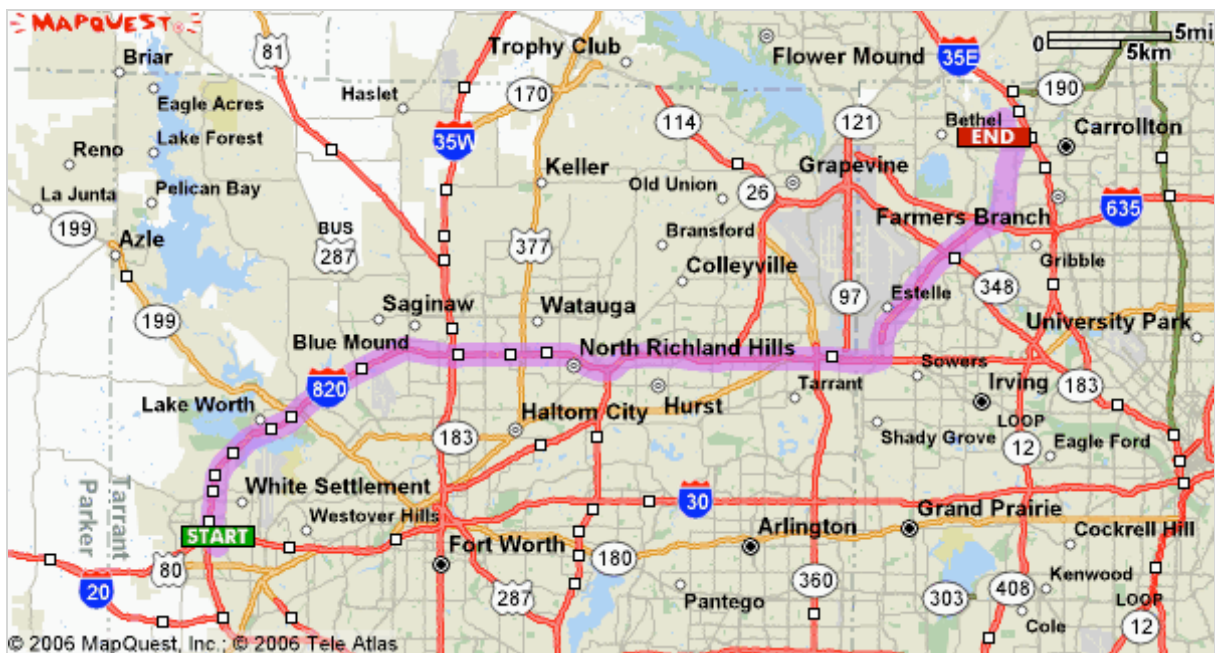 MAPQUEST
Trophy Club
Flower Mound
35E
5mi
0
5km
Briar
81
Eagle Acres
Haslet
170
190
Lake Forest
35W
114
121
Bethel
END
Carrollton
Reno
Keller
Grapevine
La Junta
Pelican Bay
Old Union
26
199
BUS
287
377
Farmers Branch
635
Azle
Bransford
Gribble
Colleyville
348
199
97
Estelle
Saginaw
Watauga
University Park
Blue Mound
North Richland Hills
Sowers
820
Tarrant
Irving
183
Lake Worth
Haltom City
Hurst
LOOP
12
183
Shady Grove
Eagle Ford
Parker
Tarrant
White Settlement
30
Westover Hills
Grand Prairie
START
Arlington
Cockrell Hill
Fort Worth
80
180
20
360
408
Kenwood
287
Pantego
303
LOOP
12
Cole
© 2006 MapQuest, Inc.; © 2006 Tele Atlas